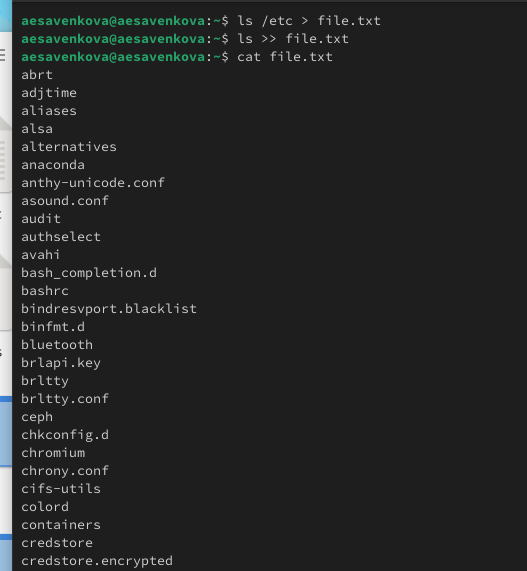 aesavenkova@aesavenkova:~$ ls /etc > file.txt
aesavenkova@aesavenkova:~$ ls >> file.txt
aesavenkova@aesavenkova:~$ cat file.txt
abrt
adjtime
aliases
alsa
alternatives
anaconda
anthy-unicode.conf
asound.conf
audit
authselect
avahi
bash_completion.d
bashrc
bindresvport.blacklist
binfmt.d
bluetooth
brlapi.key
brltty
brltty.conf
ceph
chkconfig.d
chromium
chrony.conf
cifs-utils
colord
containers
credstore
credstore.encrypted